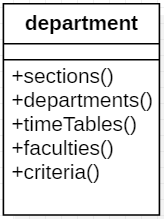 department
+sections()
+departments()
+timeTables()
+faculties()
+criteria()